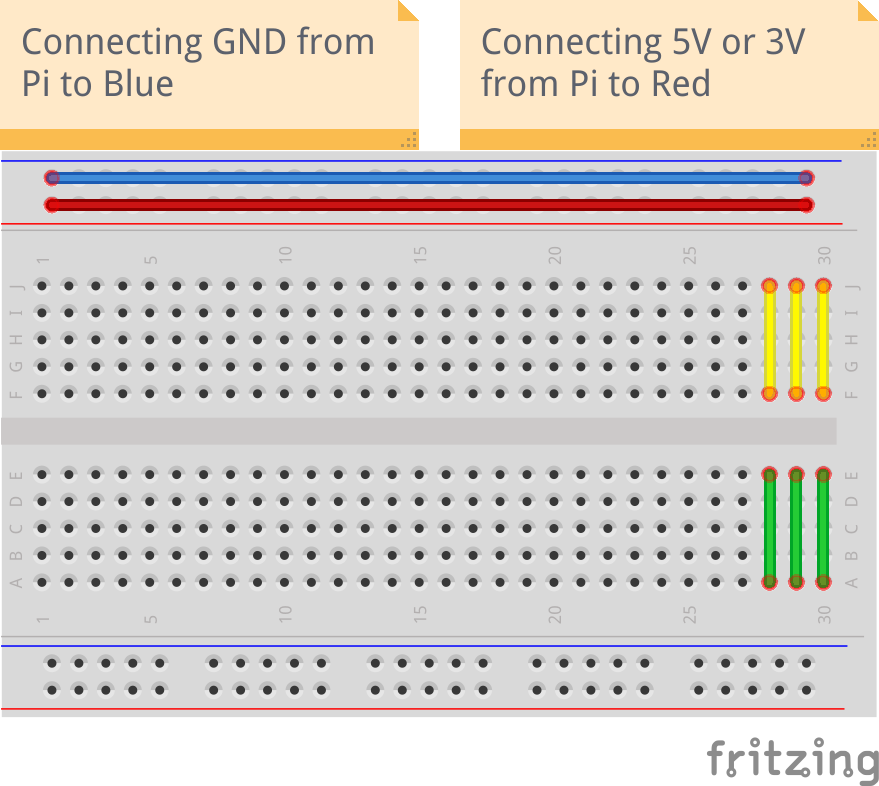 Connecting GND from
Pi to Blue
Connecting 5V or 3V
from Pi to Red
1 5 10 15 20 25 30
J J
I I
H H
G G
F F
E E
D D
C C
B B
A A
1 5 10 15 20 25 30
fritzing